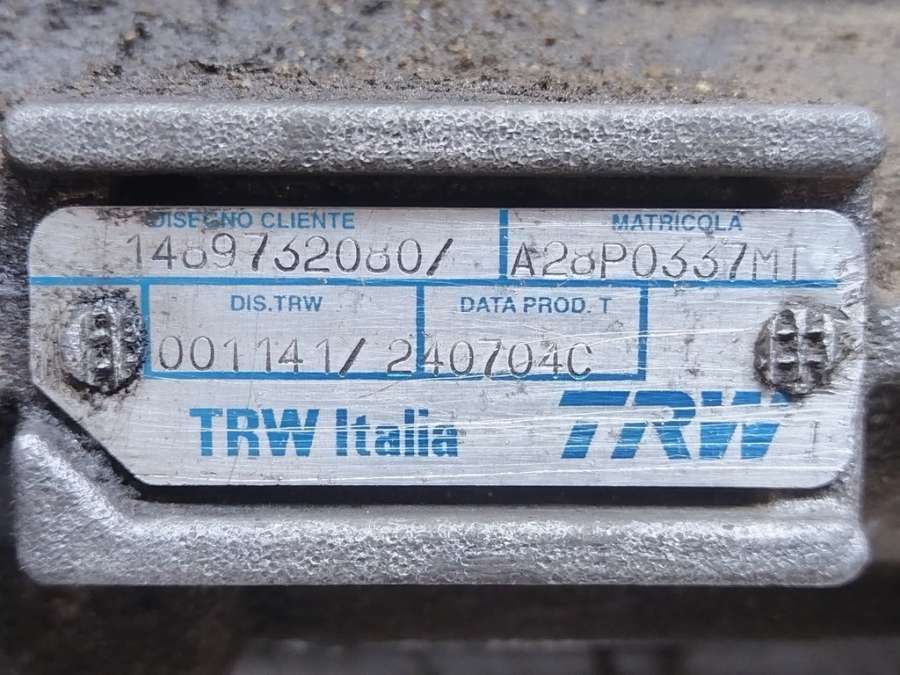 DISEGNO CLIENTE MATRICOLA
1489732080/ A28P0337MT
DIS.TRW DATA PROD. T
001141/ 240704C
TRW Italia TRW